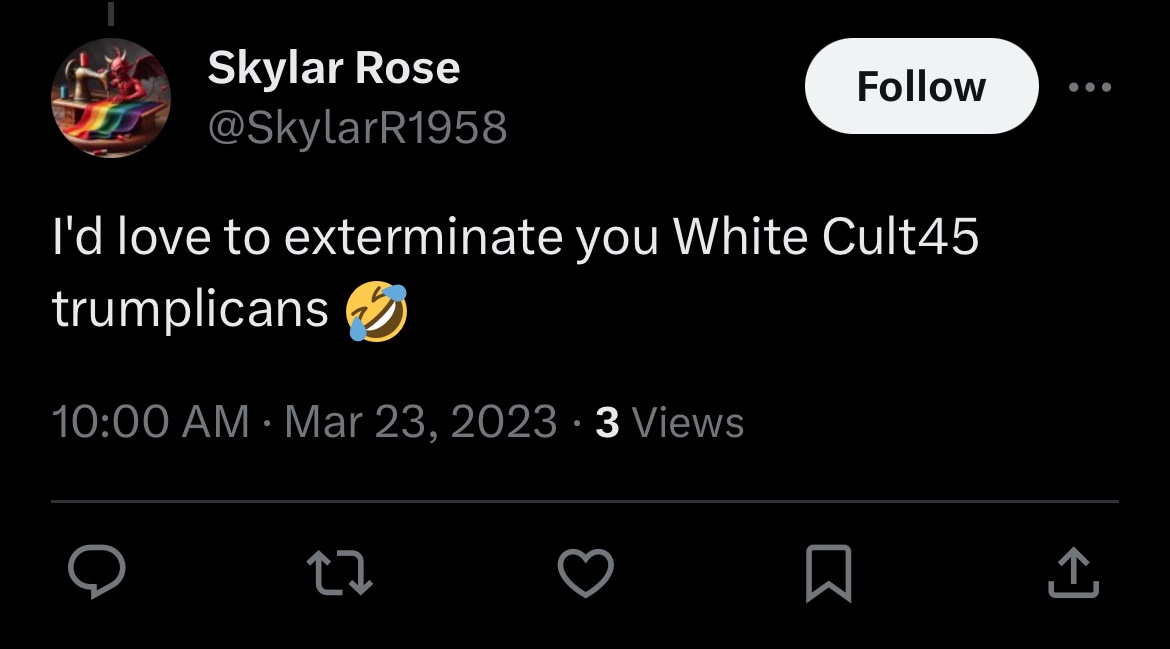 Skylar Rose
@SkylarR1958
Follow
I'd love to exterminate you White Cult45
trumplicans 🤣
10:00 AM · Mar 23, 2023 · 3 Views